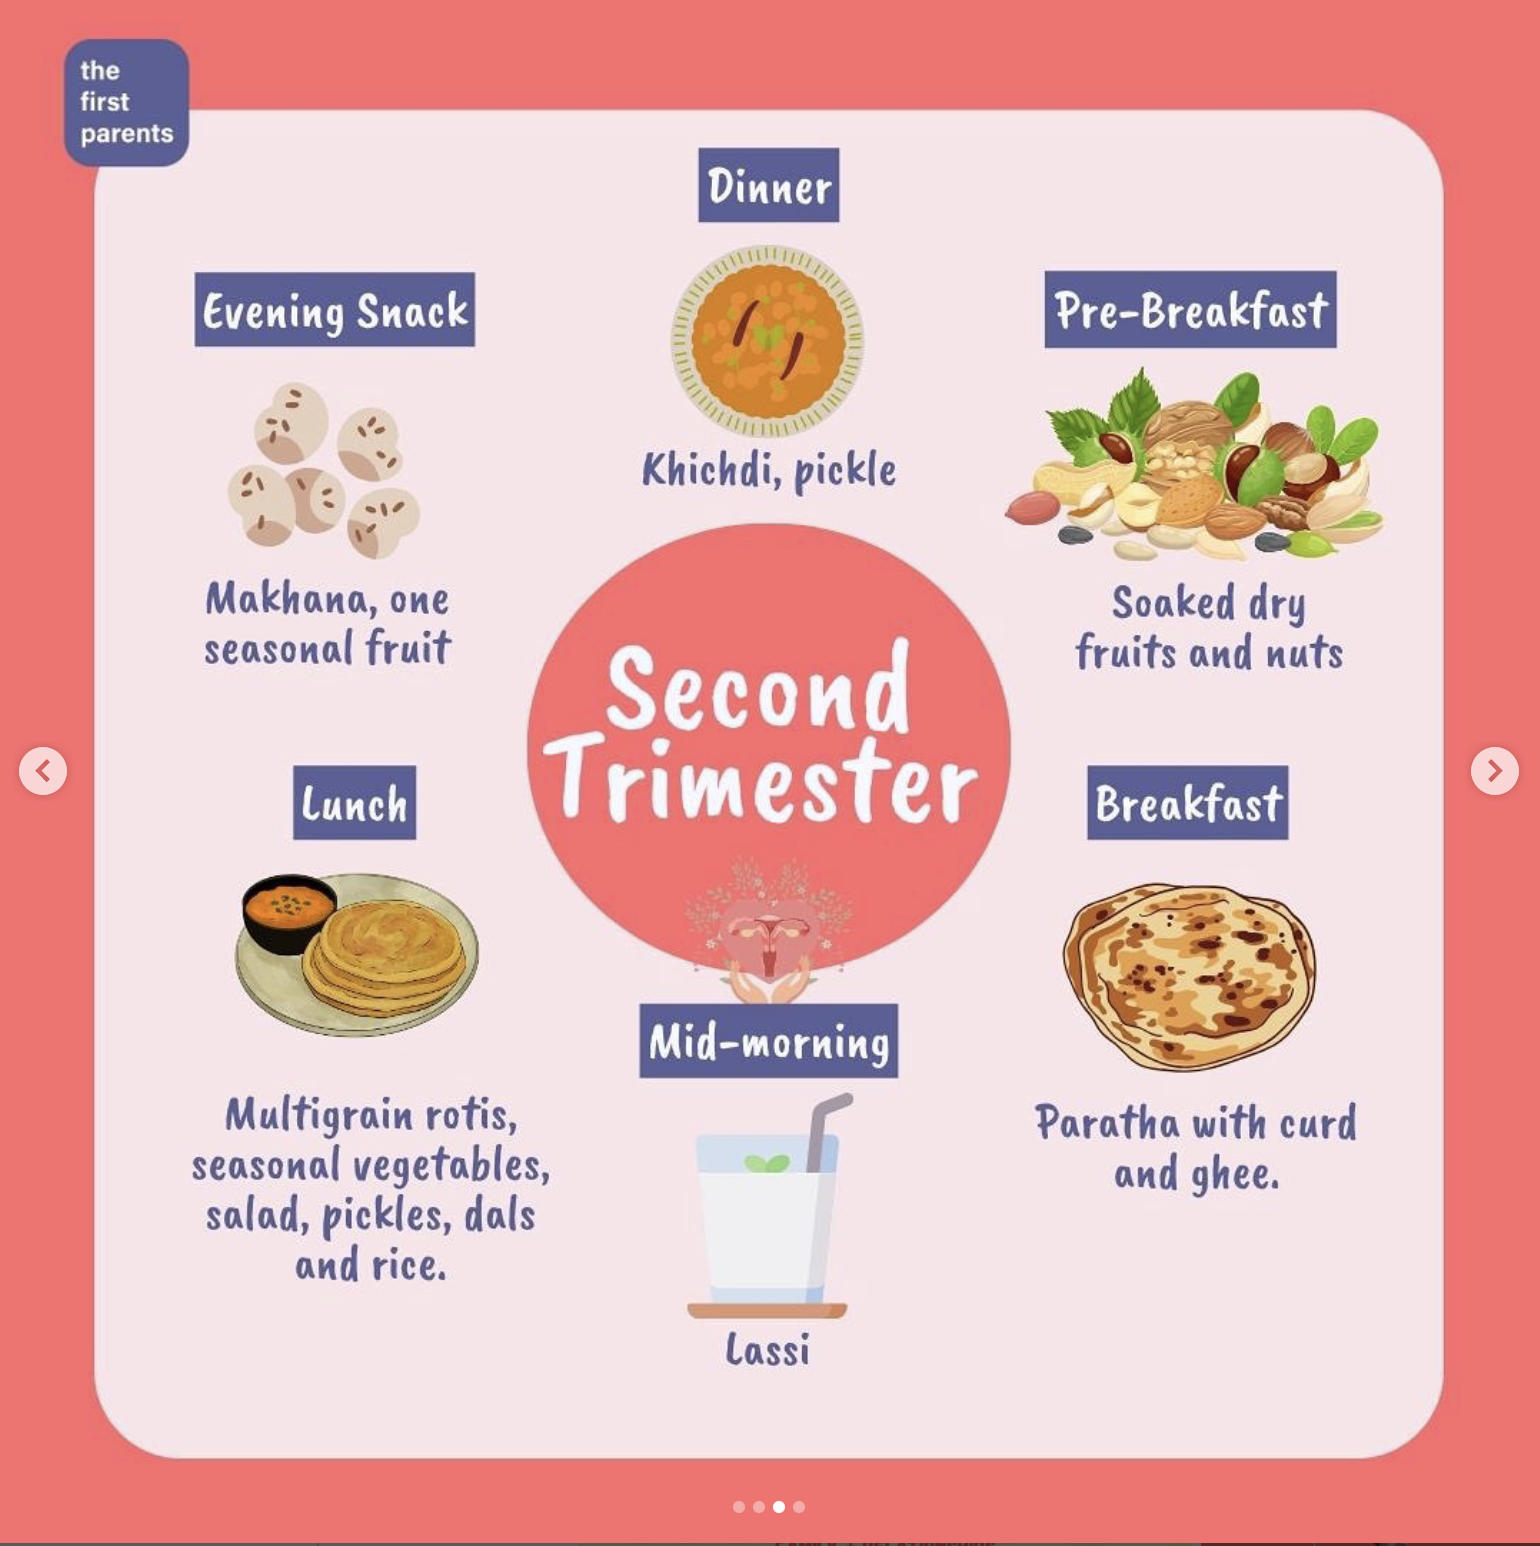 the
first
parents
Dinner
Khichdi, pickle
Pre-Breakfast
Soaked dry
fruits and nuts
Breakfast
Paratha with curd
and ghee.
Mid-morning
Lassi
Lunch
Multigrain rotis,
seasonal vegetables,
salad, pickles, dals
and rice.
Evening Snack
Makhana, one
seasonal fruit
Second
Trimester